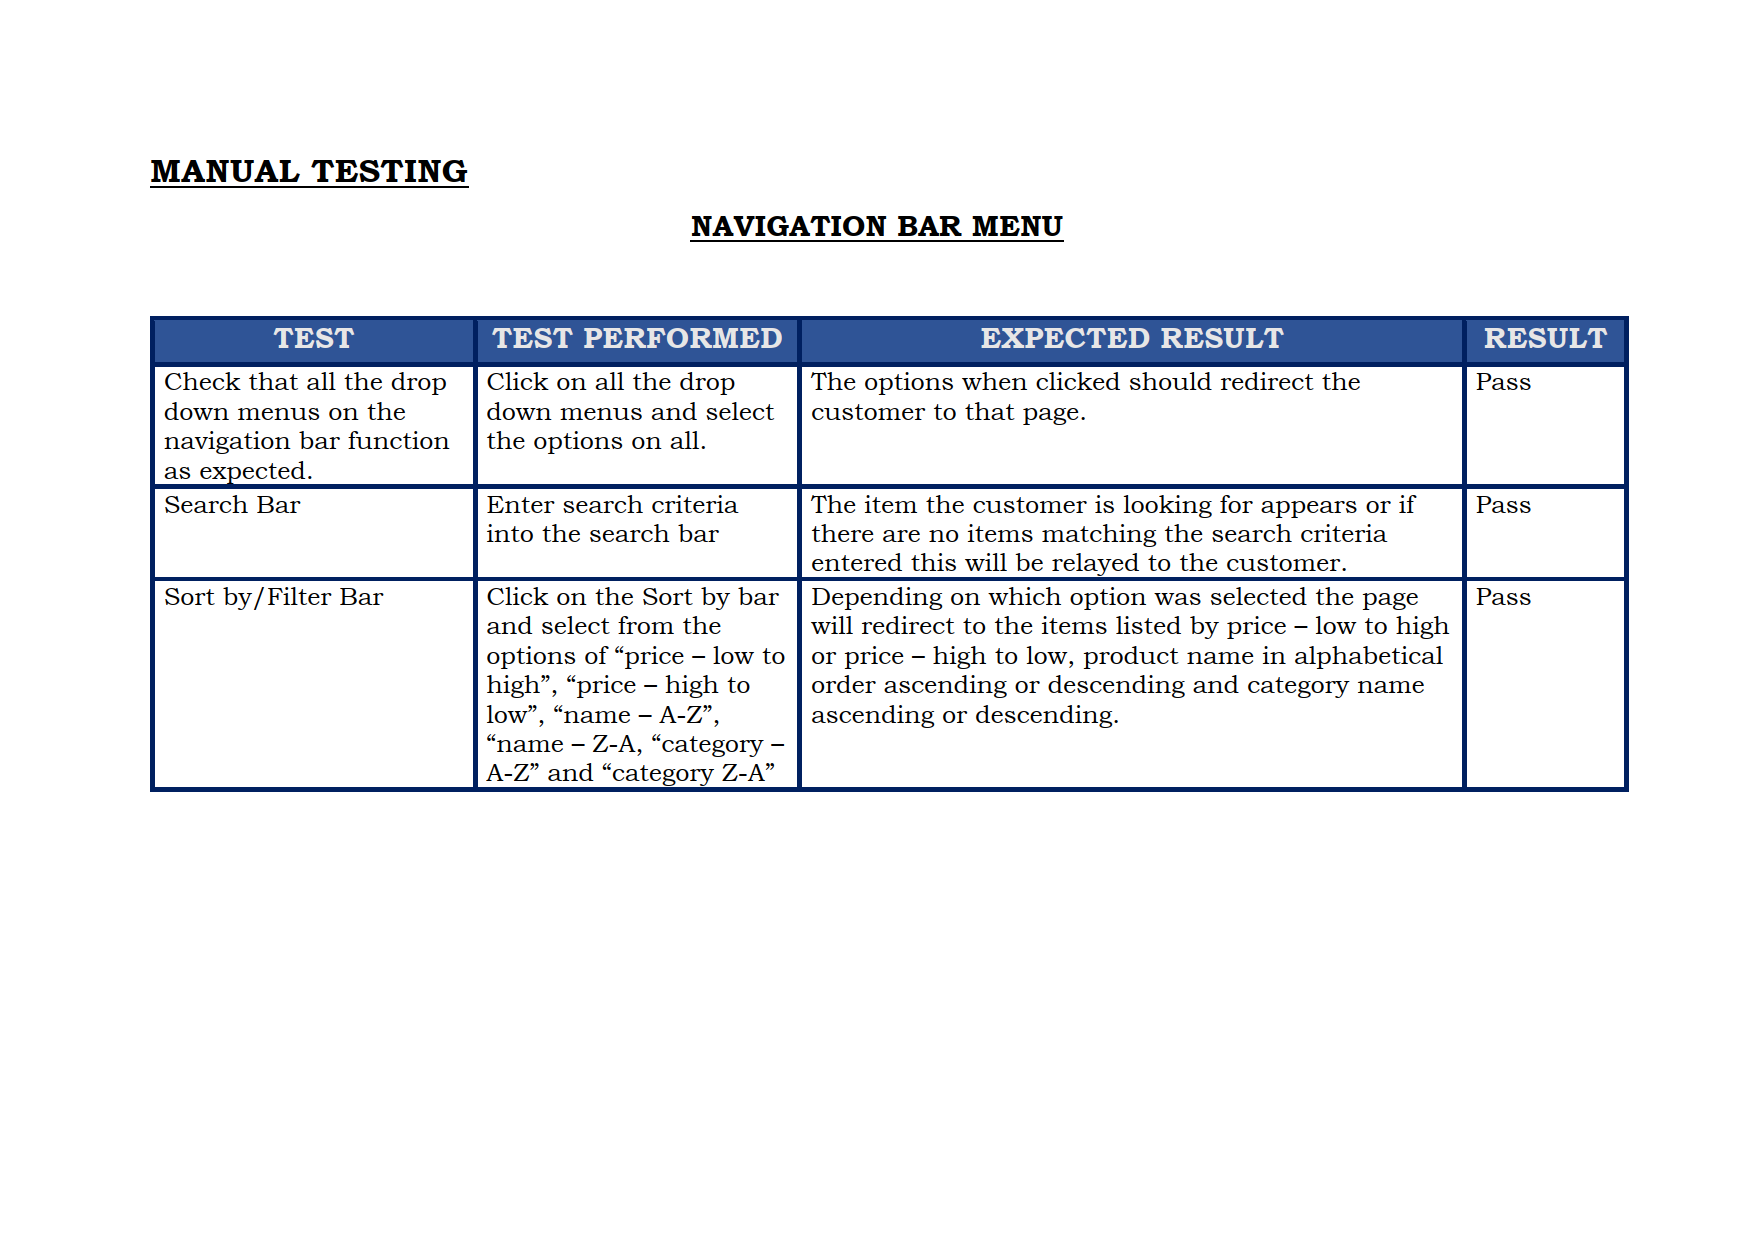 MANUAL TESTING
NAVIGATION BAR MENU
TEST
TEST PERFORMED
EXPECTED RESULT
RESULT
Check that all the drop
down menus on the
navigation bar function
as expected.
Click on all the drop
down menus and select
the options on all.
The options when clicked should redirect the
customer to that page.
Pass
Search Bar
Enter search criteria
into the search bar
The item the customer is looking for appears or if
there are no items matching the search criteria
entered this will be relayed to the customer.
Pass
Sort by/Filter Bar
Click on the Sort by bar
and select from the
options of “price – low to
high”, “price – high to
low”, “name – A-Z”,
“name – Z-A, “category –
A-Z” and “category Z-A”
Depending on which option was selected the page
will redirect to the items listed by price – low to high
or price – high to low, product name in alphabetical
order ascending or descending and category name
ascending or descending.
Pass